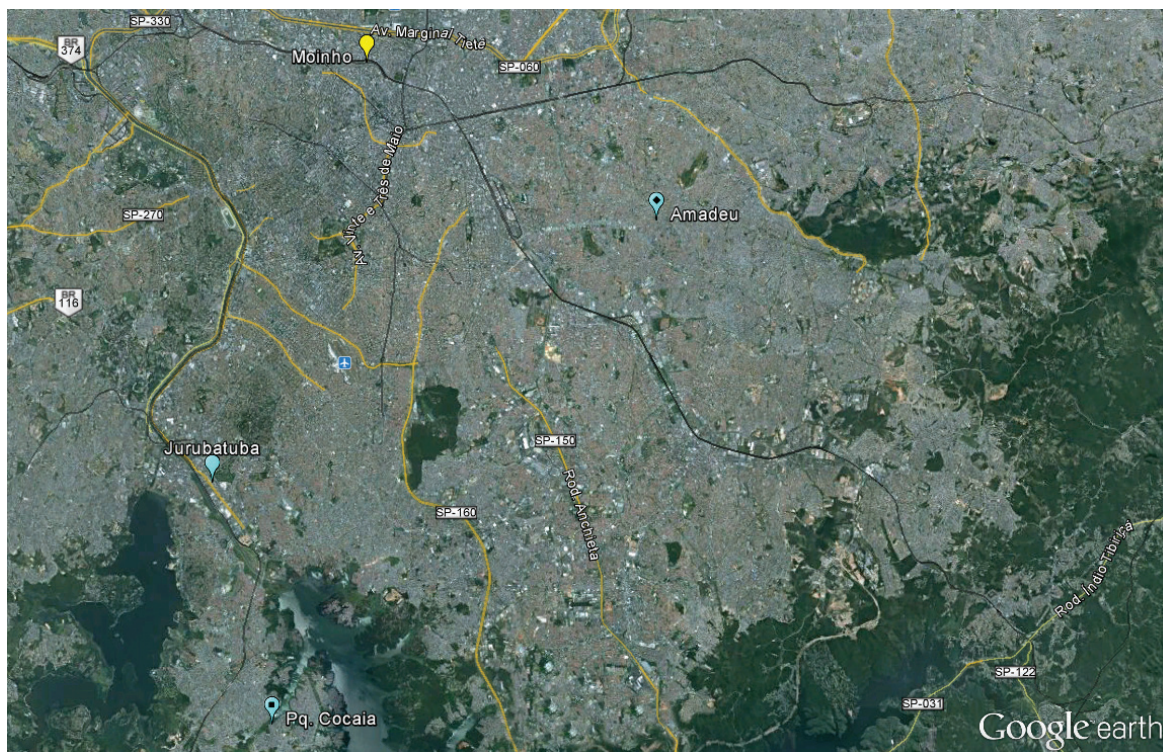 SP-330
Av. Marginal Tietê
BR
374
Moinho
SP-060
Av. Vinte e Três de Maio
SP-270
Amadeu
BR
116
Jurubatuba
SP-150
Rod. Anchieta
SP-160
Rod. Índio Tibiriçá
SP-122
SP-031
Pq. Cocaia
Google earth